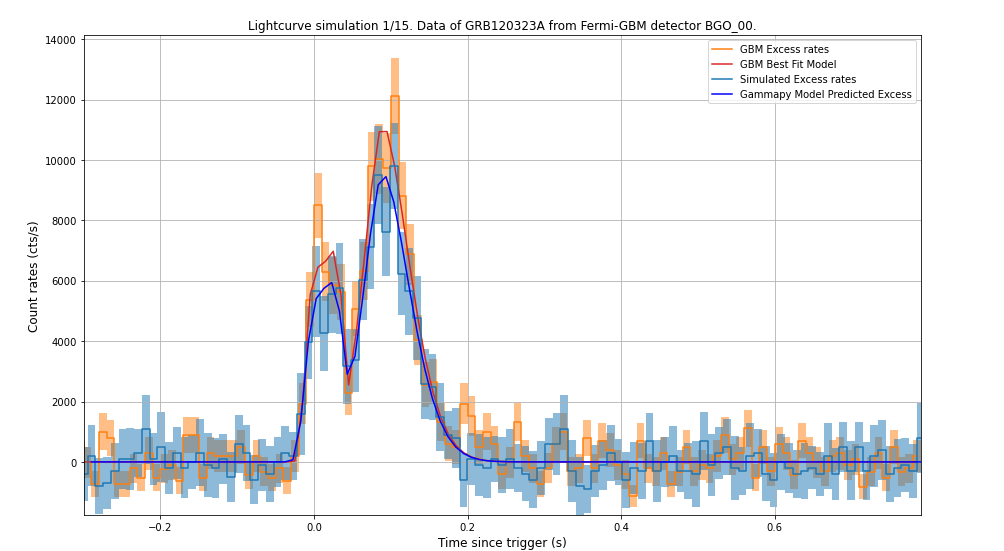 Lightcurve simulation 1/15. Data of GRB120323A from Fermi-GBM detector BGO_00.
GBM Excess rates
GBM Best Fit Model
Simulated Excess rates
Gammapy Model Predicted Excess
Count rates (cts/s)
14000
12000
10000
8000
6000
4000
2000
0
−0.2
0.0
0.2
0.4
0.6
Time since trigger (s)